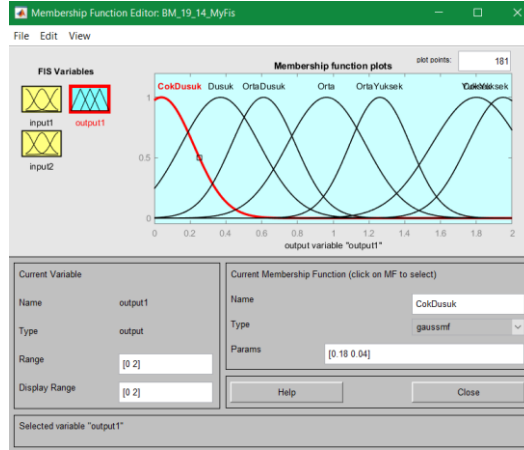 Membership Function Editor: BM_19_14_MyFis
File Edit View
FIS Variables
Membership function plots
plot points:
181
input1
output1
input2
CokDusuk Dusuk OrtaDusuk Orta OrtaYuksek
1
0.5
0
0 0.2 0.4 0.6 0.8 1 1.2 1.4 1.6 1.8 2
output variable "output1"
Current Variable
Name output1
Type output
Range [0 2]
Display Range [0 2]
Current Membership Function (click on MF to select)
Name CokDusuk
Type gaussmf
Params [0.18 0.04]
Help Close
Selected variable "output1"